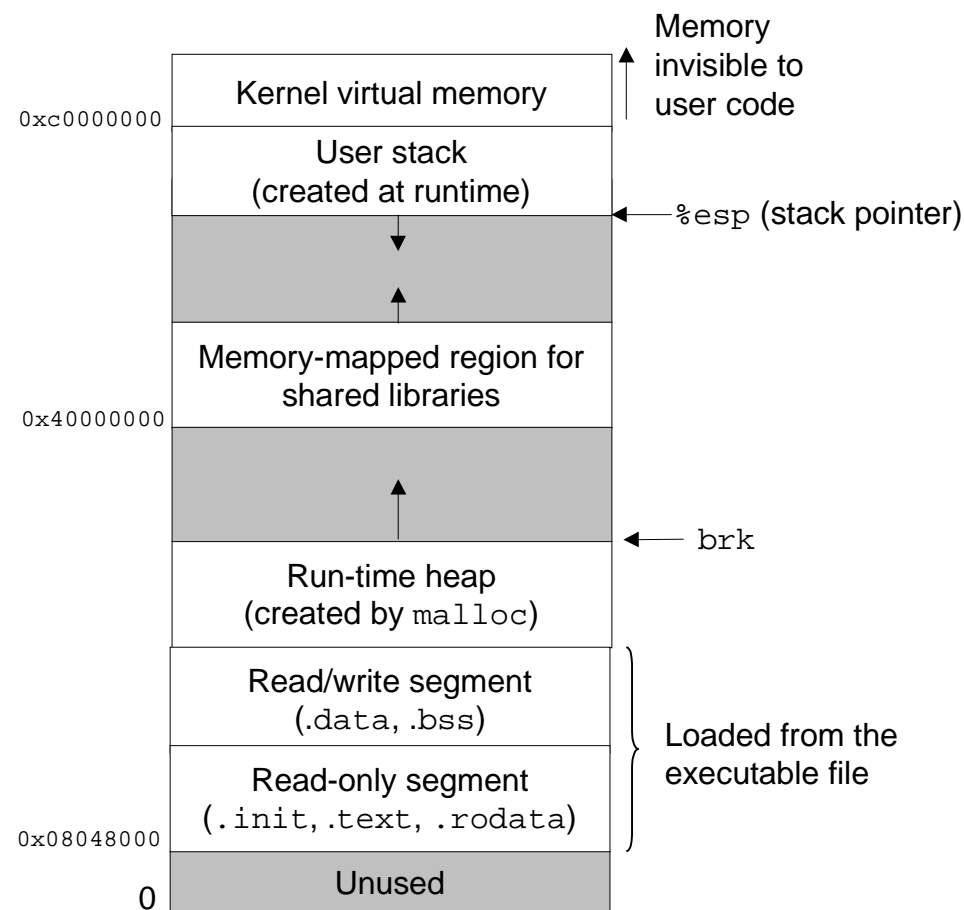 Memory
invisible to
user code
Kernel virtual memory
0xc0000000
User stack
(created at runtime)
%esp (stack pointer)
Memory-mapped region for
shared libraries
0x40000000
brk
Run-time heap
(created by malloc)
Read/write segment
(.data, .bss)
Loaded from the
executable file
Read-only segment
(.init, .text, .rodata)
0x08048000
Unused
0